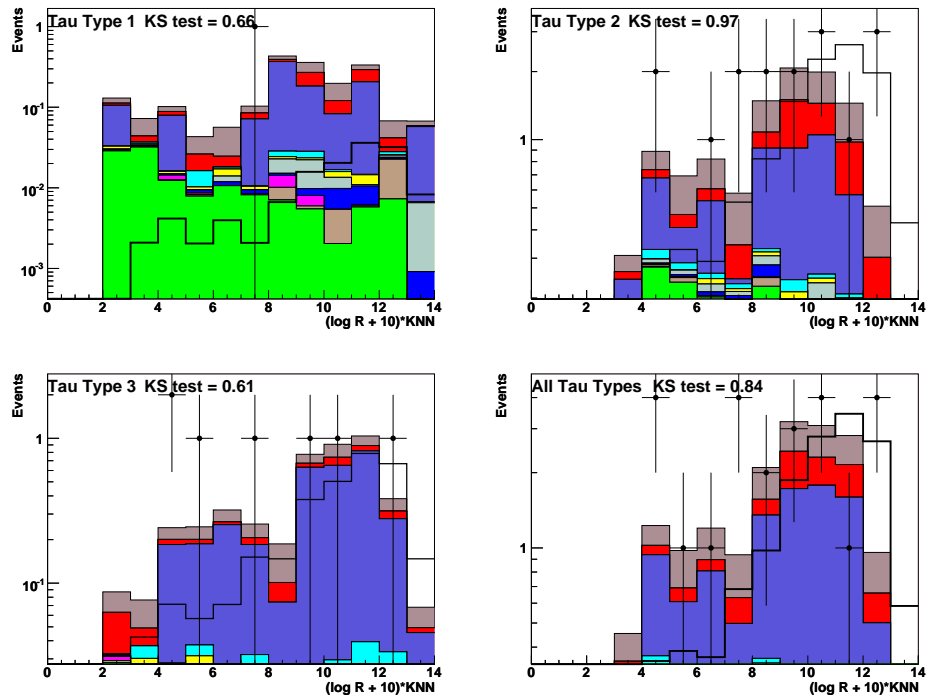 Tau Type 1 KS test = 0.66
Events
1
10^-1
10^-2
10^-3
0 2 4 6 8 10 12 14
(log R + 10)*KNN
Tau Type 2 KS test = 0.97
Events
1
0 2 4 6 8 10 12 14
(log R + 10)*KNN
Tau Type 3 KS test = 0.61
Events
1
10^-1
0 2 4 6 8 10 12 14
(log R + 10)*KNN
All Tau Types KS test = 0.84
Events
1
0 2 4 6 8 10 12 14
(log R + 10)*KNN